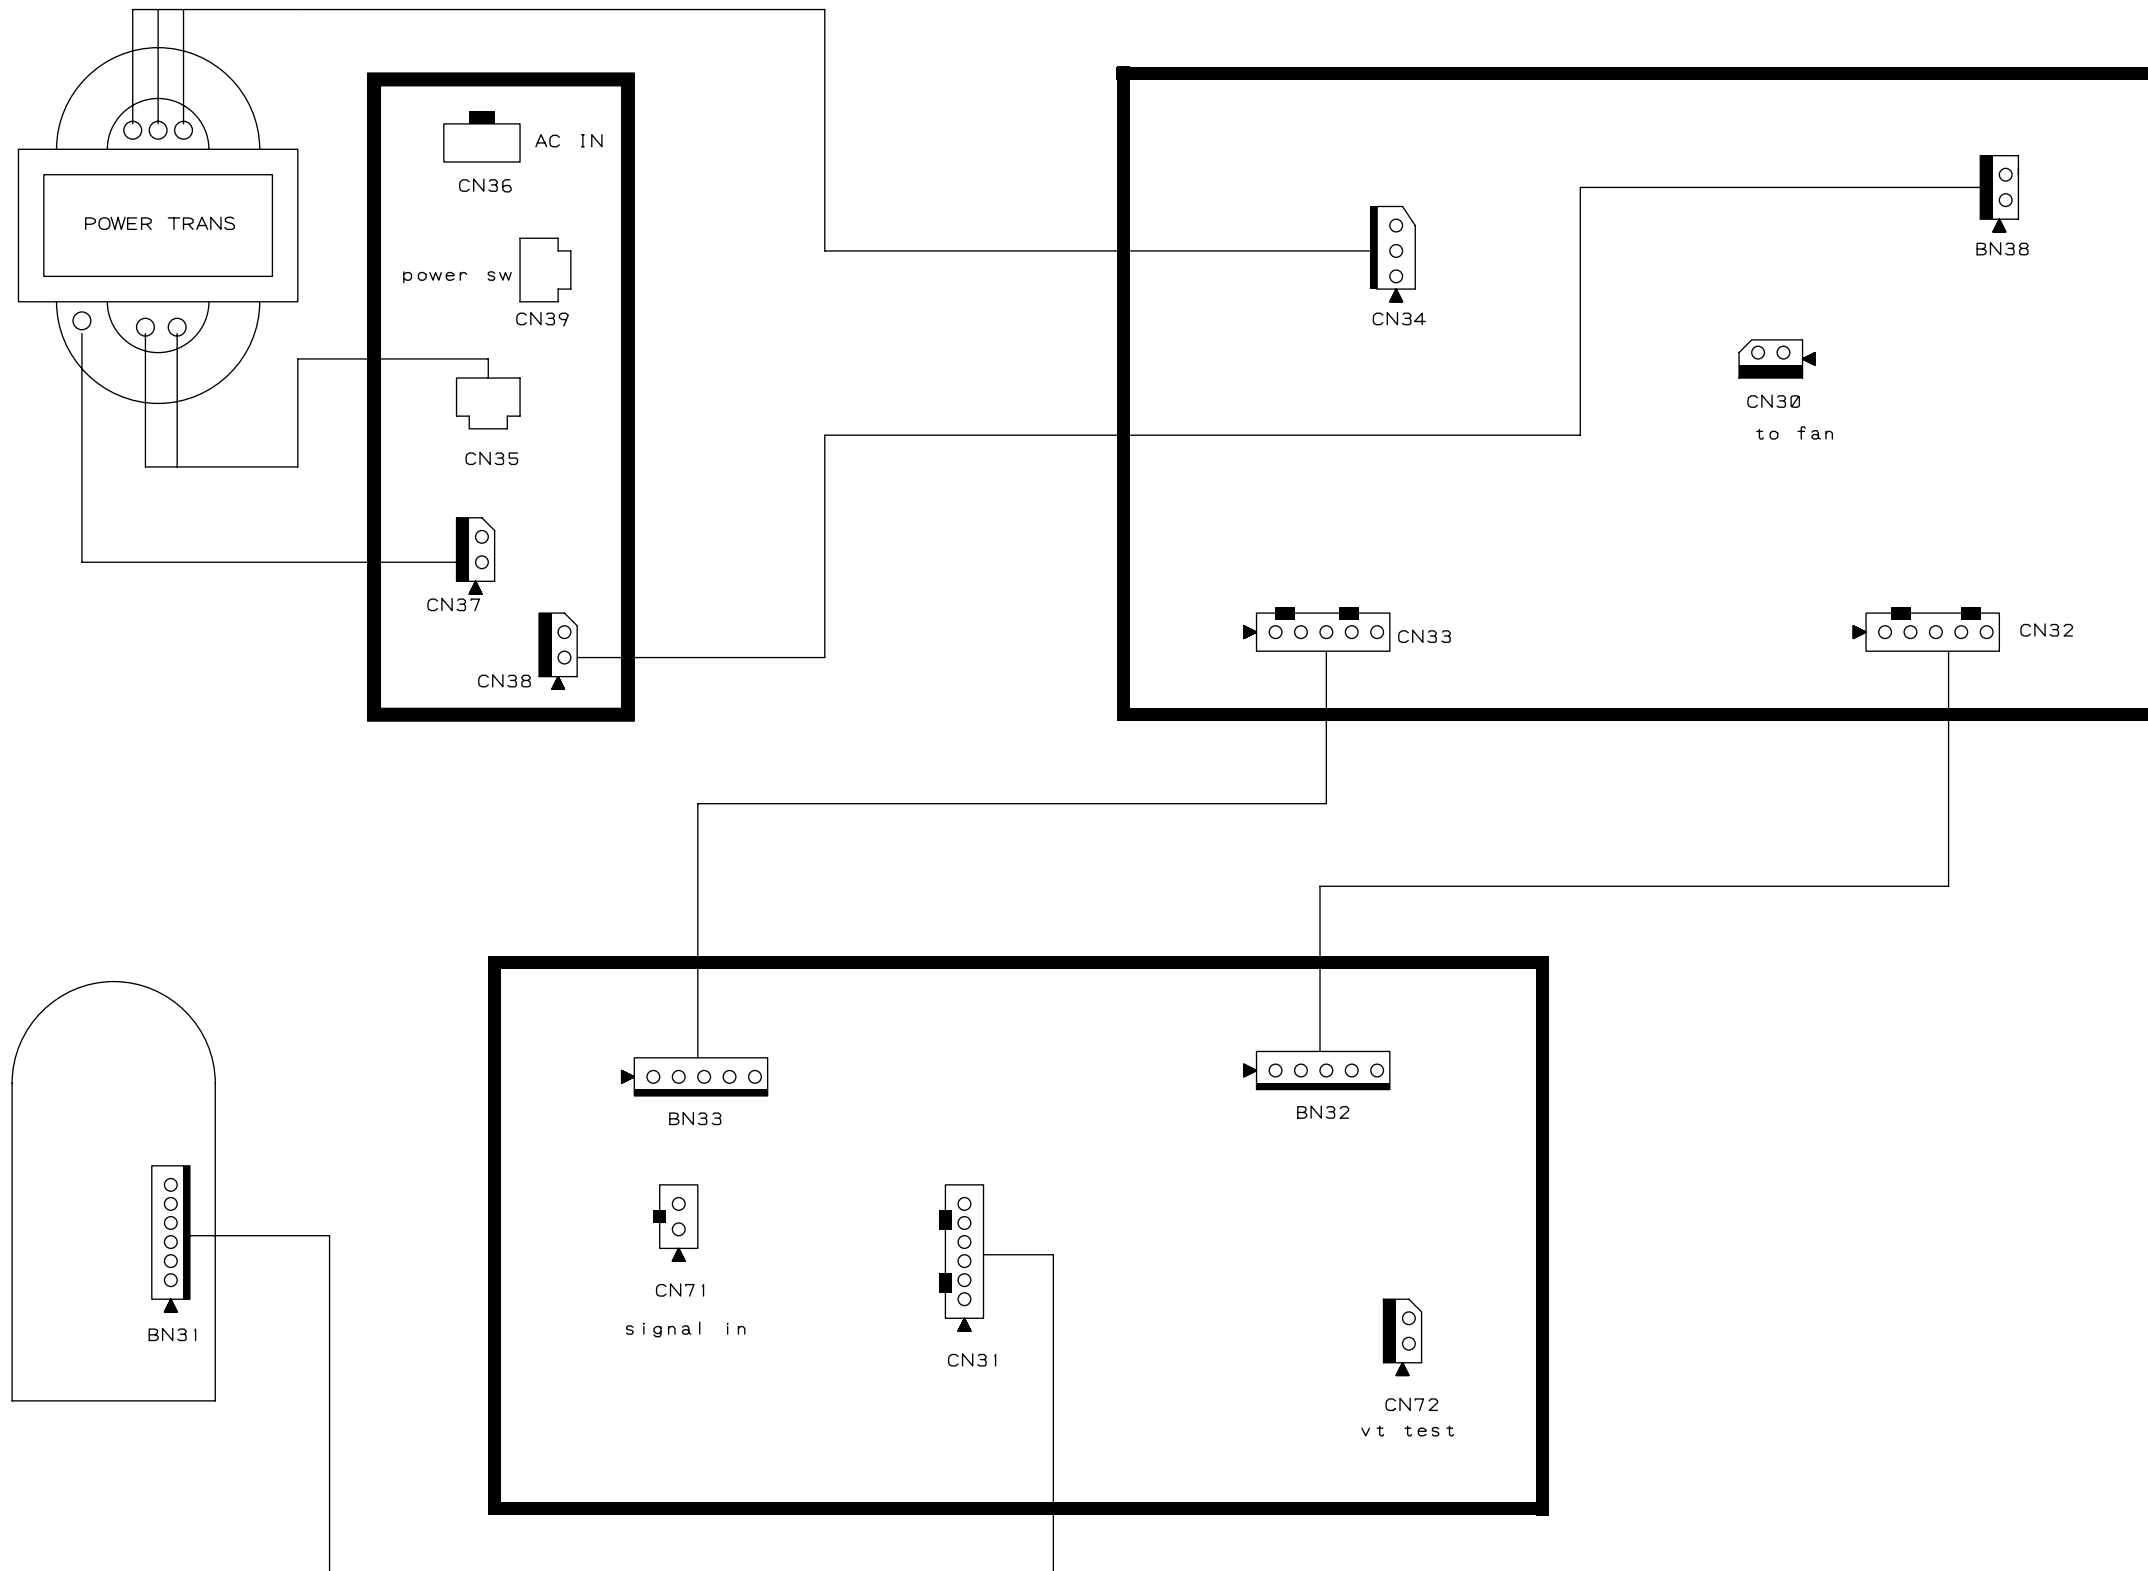 AC IN
CN36
POWER TRANS
power sw
CN39
CN35
CN37
CN38
CN34
BN38
CN30
to fan
CN33
CN32
BN33
BN32
CN71
signal in
CN31
BN31
CN72
vt test